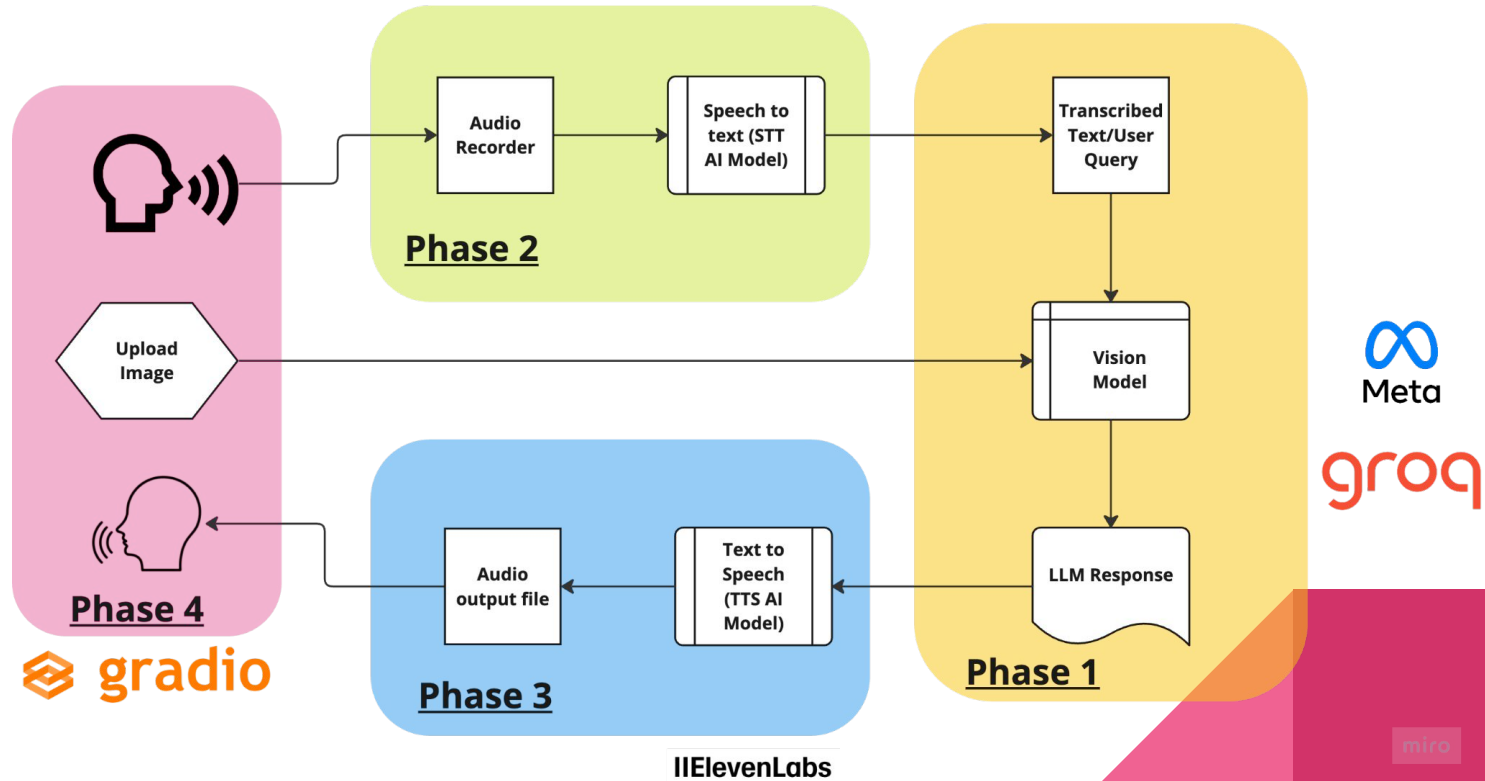 Audio
Recorder
Speech to
text (STT
AI Model)
Transcribed
Text/User
Query
Phase 2
Upload
Image
Vision
Model
Meta
groq
Audio
output file
Text to
Speech
(TTS AI
Model)
LLM Response
Phase 4
gradio
Phase 3
Phase 1
IIElevenLabs
miro